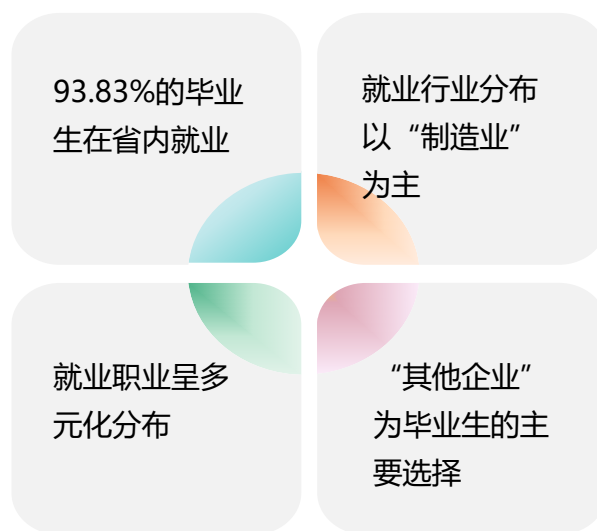 93.83%的毕业
生在省内就业
就业行业分布
以“制造业”
为主
就业职业呈多
元化分布
“其他企业”
为毕业生的主
要选择